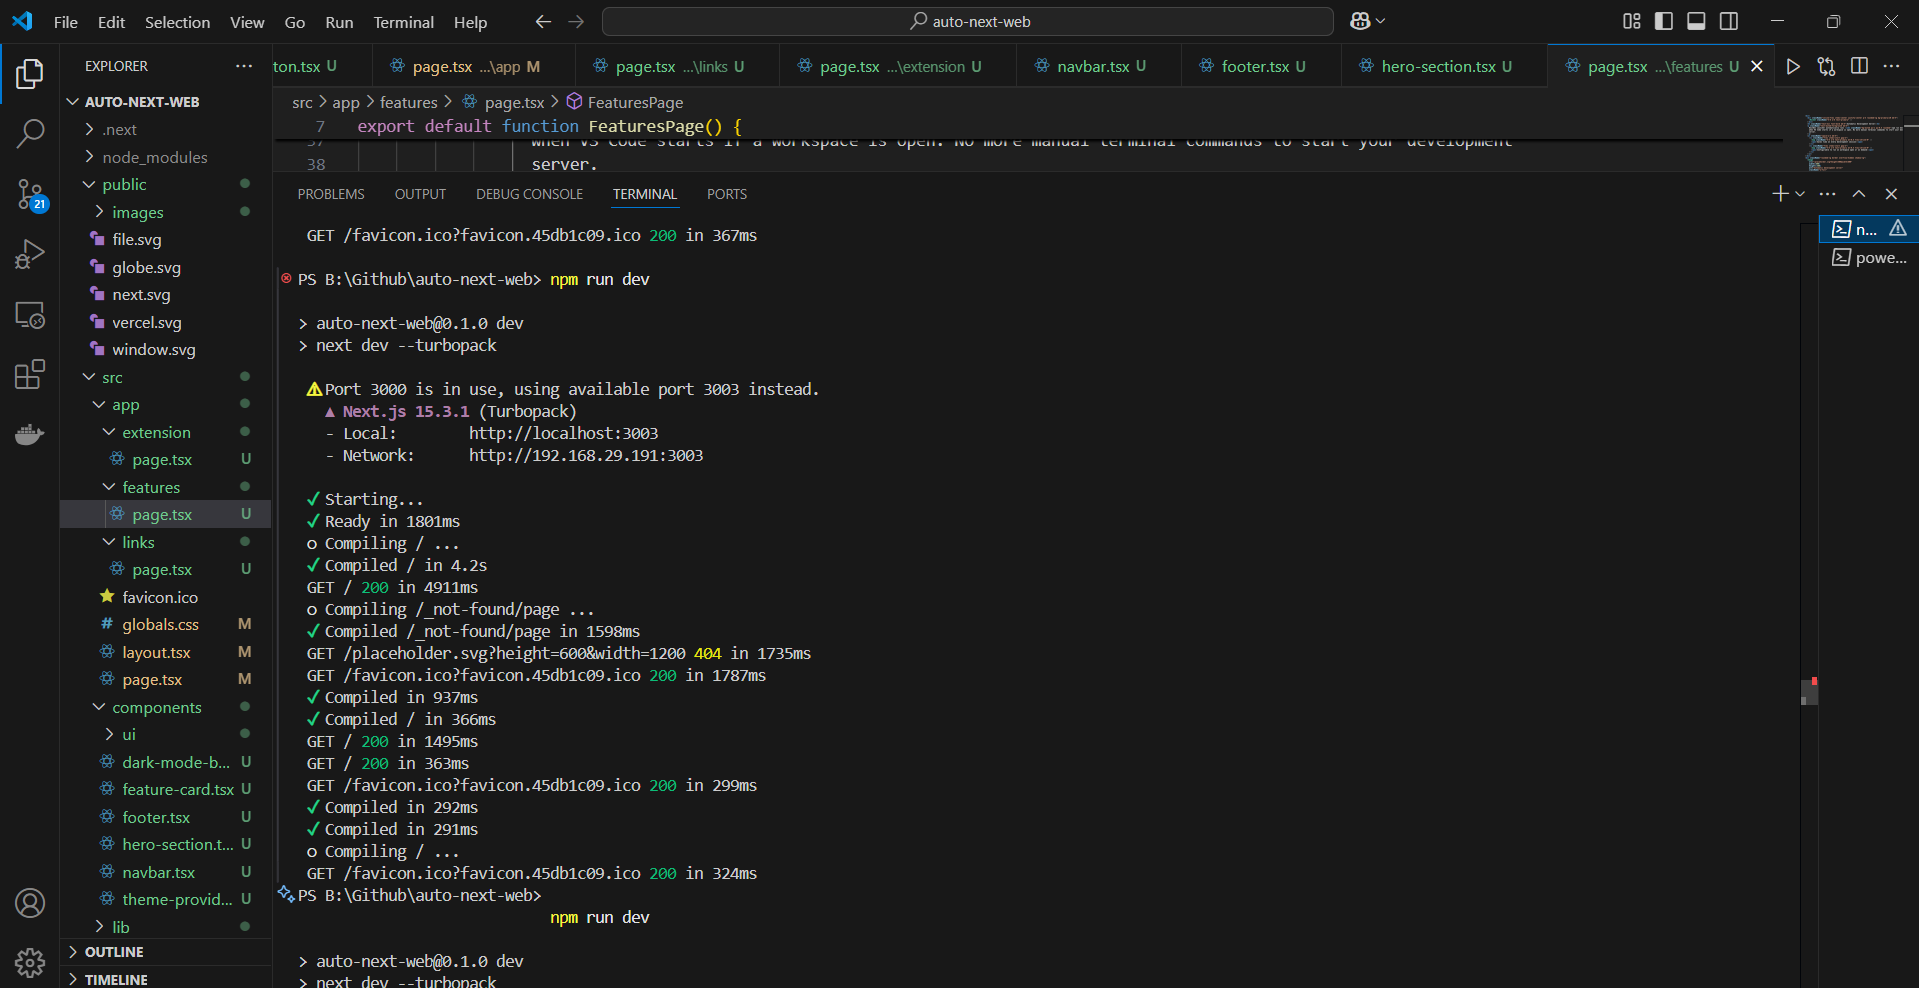 File Edit Selection View Go Run Terminal Help
auto-next-web
EXPLORER
AUTO-NEXT-WEB
.next
node_modules
public
images
file.svg
globe.svg
next.svg
vercel.svg
window.svg
src
app
extension
page.tsx U
features
page.tsx U
links
page.tsx U
favicon.ico
# globals.css M
layout.tsx M
page.tsx M
components
ui
dark-mode-b... U
feature-card.tsx U
footer.tsx U
hero-section.t... U
navbar.tsx U
theme-provid... U
lib
OUTLINE
TIMELINE
21
ton.tsx U page.tsx ...\app M page.tsx ...\links U page.tsx ...\extension U navbar.tsx U footer.tsx U hero-section.tsx U page.tsx ...\features U
src > app > features > page.tsx > FeaturesPage
7 export default function FeaturesPage() {
37 when VS Code starts if a workspace is open. No more manual terminal commands to start your development
38 server.
PROBLEMS OUTPUT DEBUG CONSOLE TERMINAL PORTS
n...
powe...
GET /favicon.ico?favicon.45db1c09.ico 200 in 367ms
PS B:\Github\auto-next-web> npm run dev
> auto-next-web@0.1.0 dev
> next dev --turbopack
⚠ Port 3000 is in use, using available port 3003 instead.
▲ Next.js 15.3.1 (Turbopack)
- Local: http://localhost:3003
- Network: http://192.168.29.191:3003
✓ Starting...
✓ Ready in 1801ms
○ Compiling / ...
✓ Compiled / in 4.2s
GET / 200 in 4911ms
○ Compiling /_not-found/page ...
✓ Compiled /_not-found/page in 1598ms
GET /placeholder.svg?height=600&width=1200 404 in 1735ms
GET /favicon.ico?favicon.45db1c09.ico 200 in 1787ms
✓ Compiled in 937ms
✓ Compiled / in 366ms
GET / 200 in 1495ms
GET / 200 in 363ms
GET /favicon.ico?favicon.45db1c09.ico 200 in 299ms
✓ Compiled in 292ms
✓ Compiled in 291ms
○ Compiling / ...
GET /favicon.ico?favicon.45db1c09.ico 200 in 324ms
PS B:\Github\auto-next-web>
npm run dev
> auto-next-web@0.1.0 dev
> next dev --turbopack